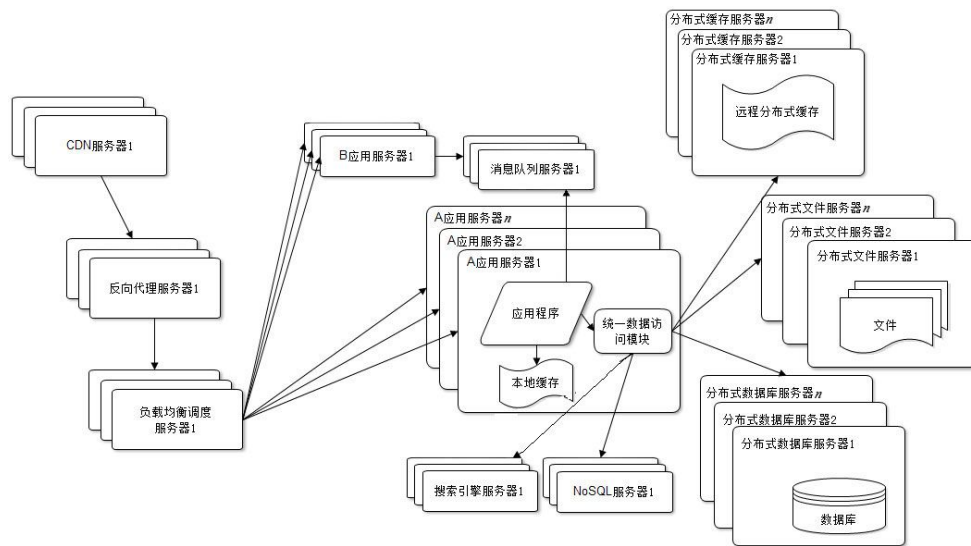 分布式缓存服务器n
分布式缓存服务器2
分布式缓存服务器1
远程分布式缓存
CDN服务器1
B应用服务器1
消息队列服务器1
A应用服务器n
A应用服务器2
A应用服务器1
应用程序
统一数据访
问模块
本地缓存
反向代理服务器1
负载均衡调度
服务器1
分布式文件服务器n
分布式文件服务器2
分布式文件服务器1
文件
分布式数据库服务器n
分布式数据库服务器2
分布式数据库服务器1
数据库
搜索引擎服务器1
NoSQL服务器1